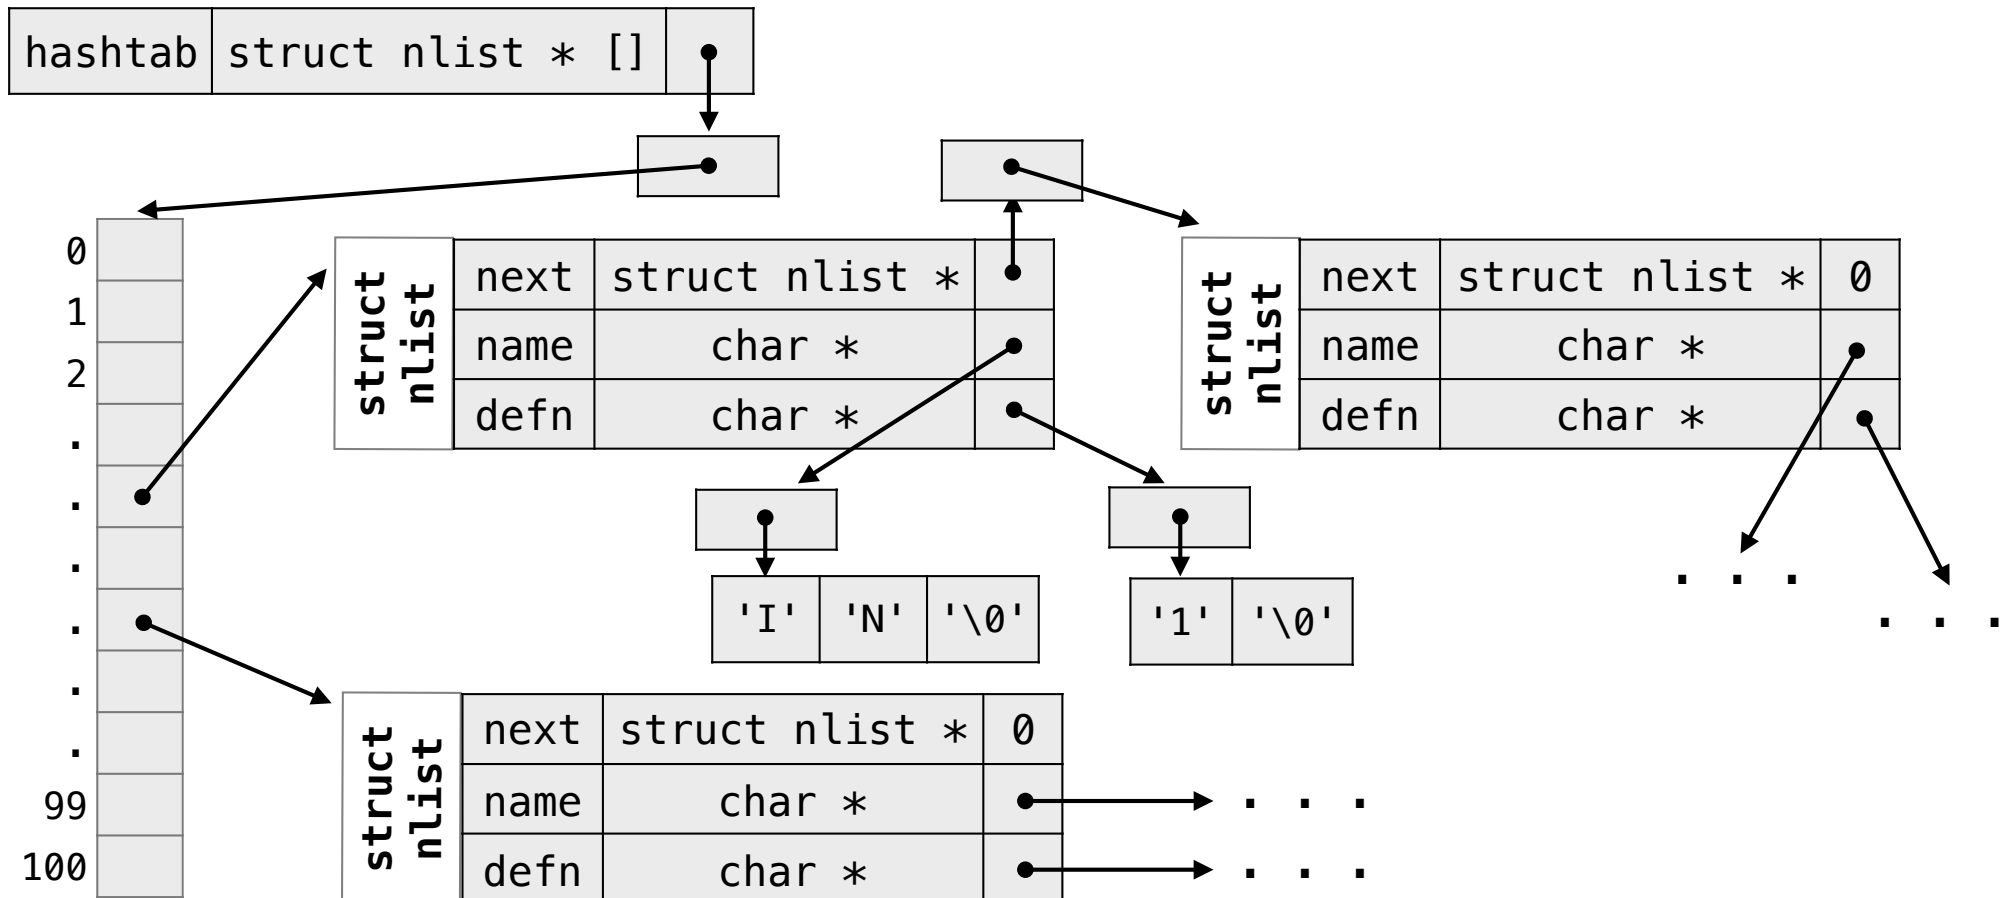 hashtab struct nlist * []
0
1
2
.
.
.
.
.
.
99
100
struct nlist
next struct nlist *
name char *
defn char *
'I' 'N' '\0'
'1' '\0'
struct nlist
next struct nlist * 0
name char *
defn char *
. . .
. . .
struct nlist
next struct nlist * 0
name char * . . .
defn char * . . .